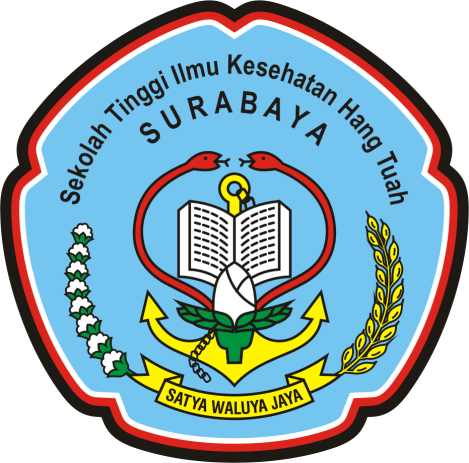 Sekolah Tinggi Ilmu Kesehatan Hang Tuah
SURABAYA
SATYA WALUYA JAYA